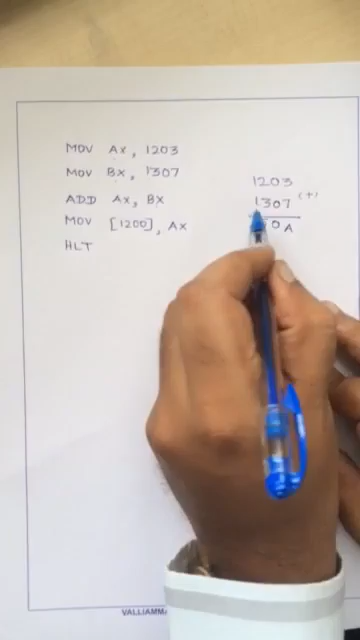 MOV AX, 1203
MOV BX, 1307
ADD AX, BX
MOV [1200], AX
HLT
1203
1307 (+)
0A
VALLIAMMA